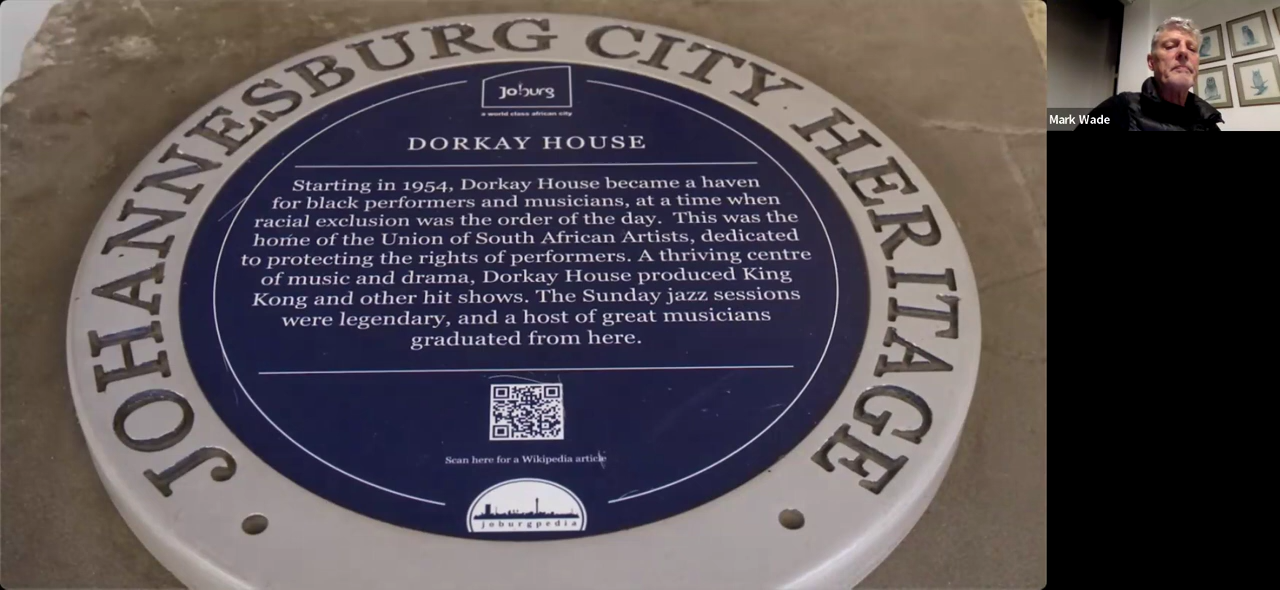 JOHANNESBURG CITY HERITAGE
Joburg
a world class african city
DORKAY HOUSE
Starting in 1954, Dorkay House became a haven
for black performers and musicians, at a time when
racial exclusion was the order of the day. This was the
home of the Union of South African Artists, dedicated
to protecting the rights of performers. A thriving centre
of music and drama, Dorkay House produced King
Kong and other hit shows. The Sunday jazz sessions
were legendary, and a host of great musicians
graduated from here.
Scan here for a Wikipedia article
joburgpedia
Mark Wade